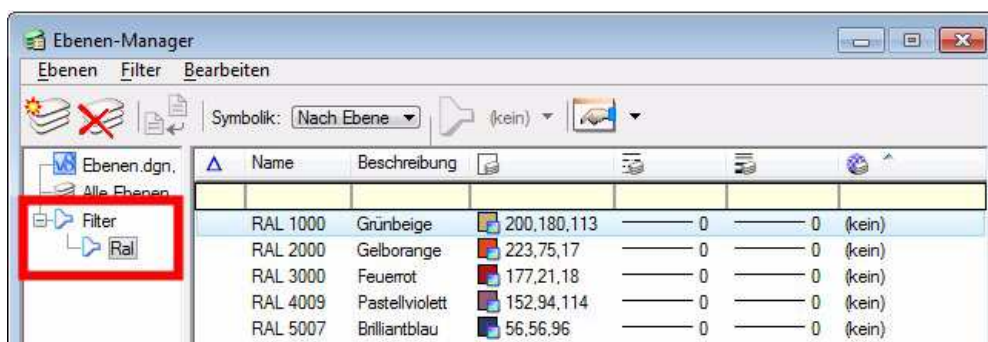 Ebenen-Manager
Ebenen Filter Bearbeiten
Symbolik: Nach Ebene (kein)
Ebenen.dgn,
Alle Ebenen
Filter
Ral
Name Beschreibung
RAL 1000 Grünbeige 200,180,113 0 0 (kein)
RAL 2000 Gelborange 223,75,17 0 0 (kein)
RAL 3000 Feuerrot 177,21,18 0 0 (kein)
RAL 4009 Pastellviolett 152,94,114 0 0 (kein)
RAL 5007 Brilliantblau 56,56,96 0 0 (kein)